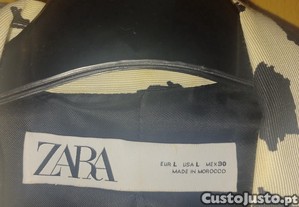 ZARA
EUR L USA L MEX 30
MADE IN MOROCCO
CustoJusto.pt